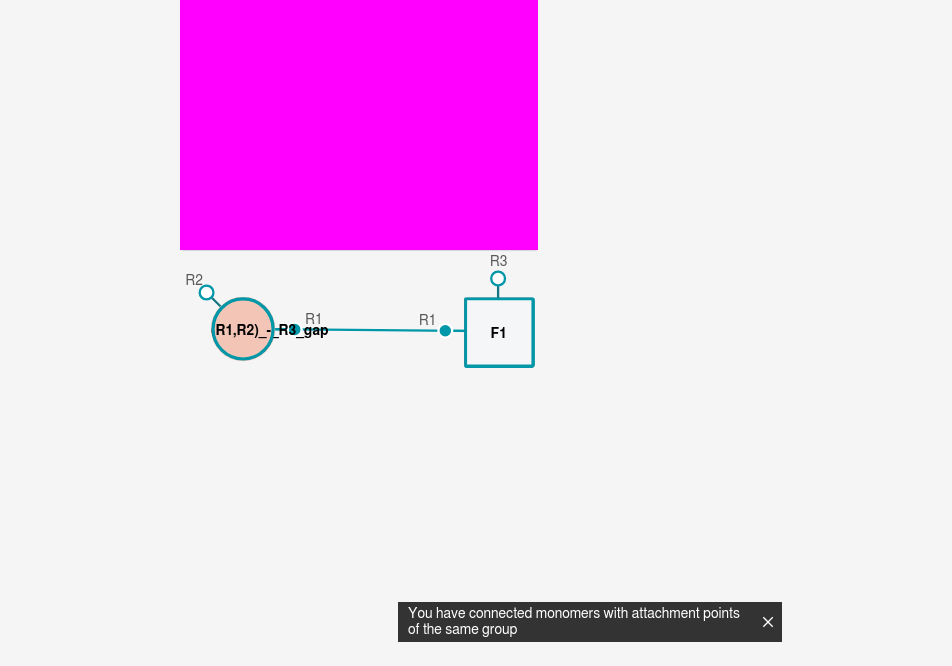 R3
R2
R1
R1
R1,R2)_-_R3_gap
F1
You have connected monomers with attachment points
of the same group